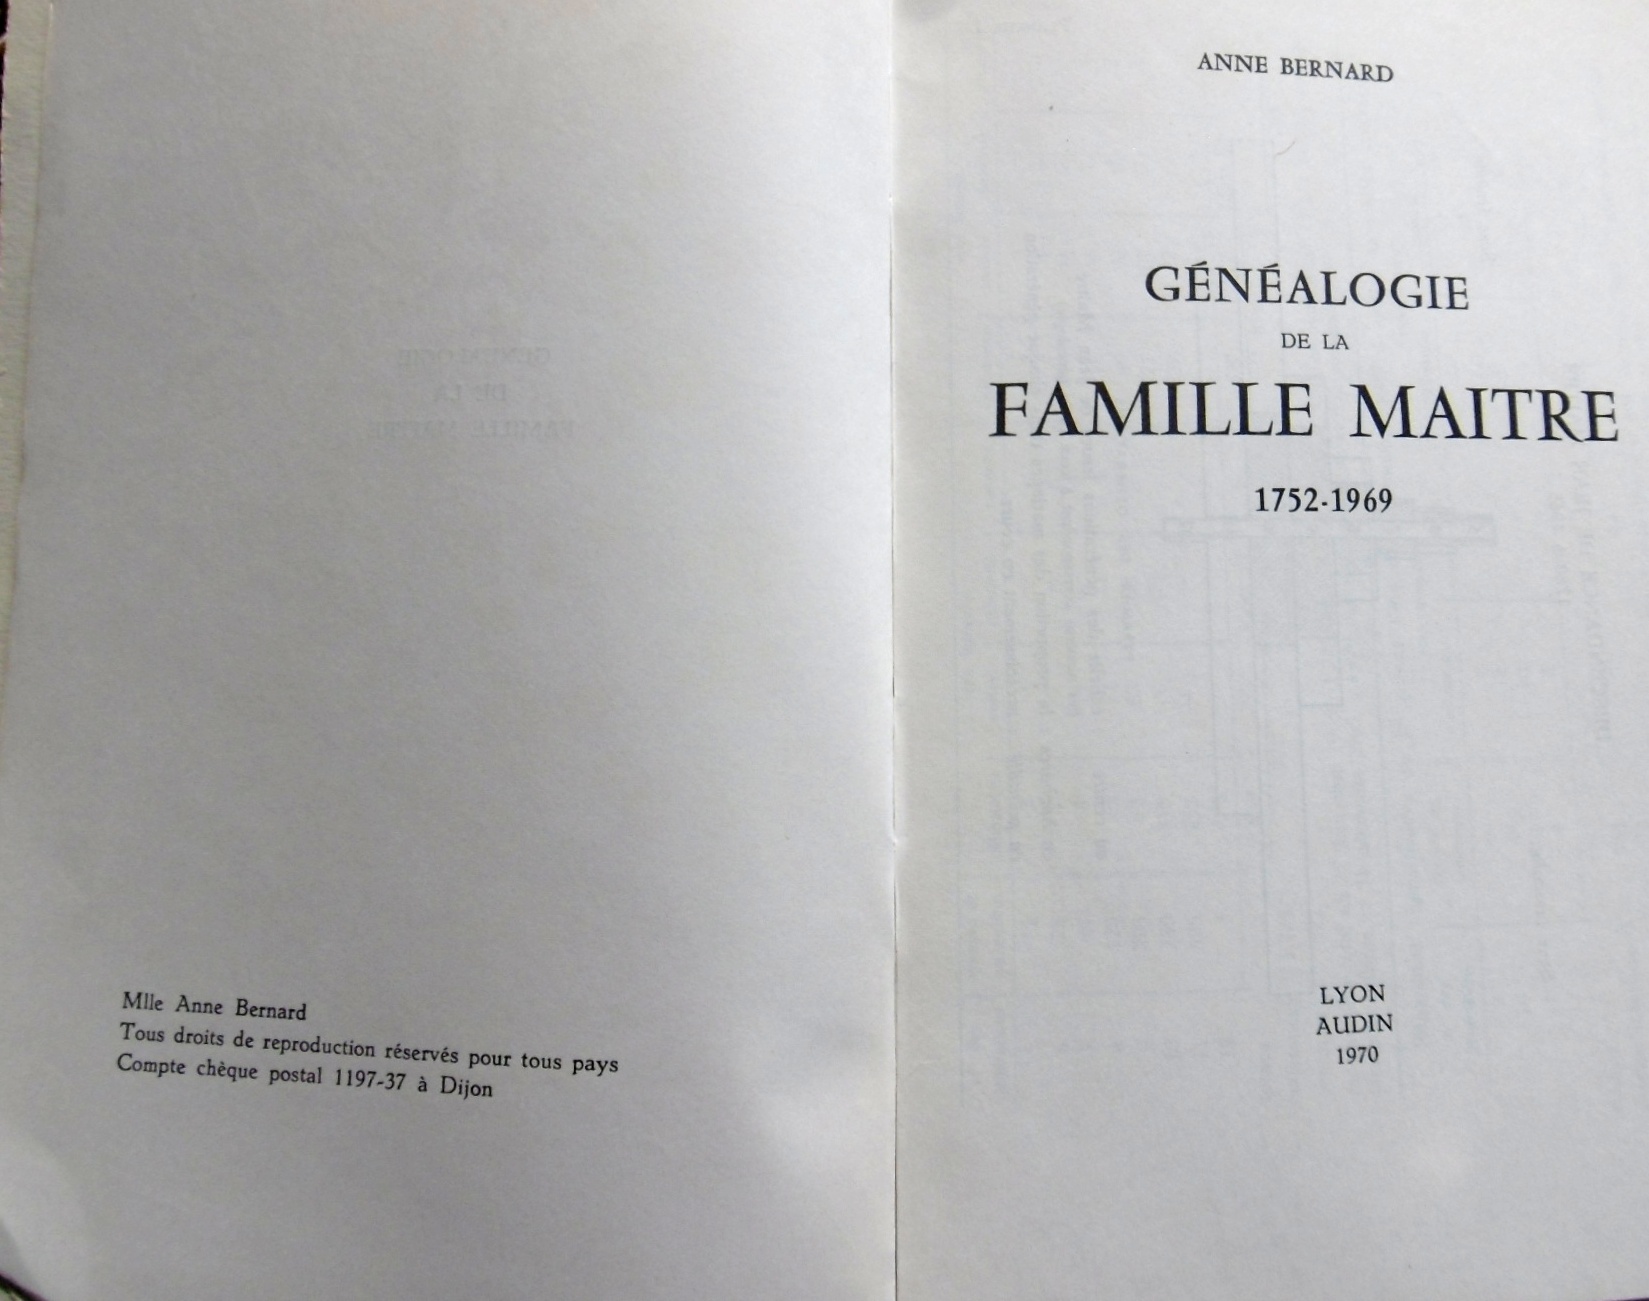 Mlle Anne Bernard
Tous droits de reproduction réservés pour tous pays
Compte chèque postal 1197-37 à Dijon
ANNE BERNARD
GÉNÉALOGIE
DE LA
FAMILLE MAITRE
1752-1969
LYON
AUDIN
1970